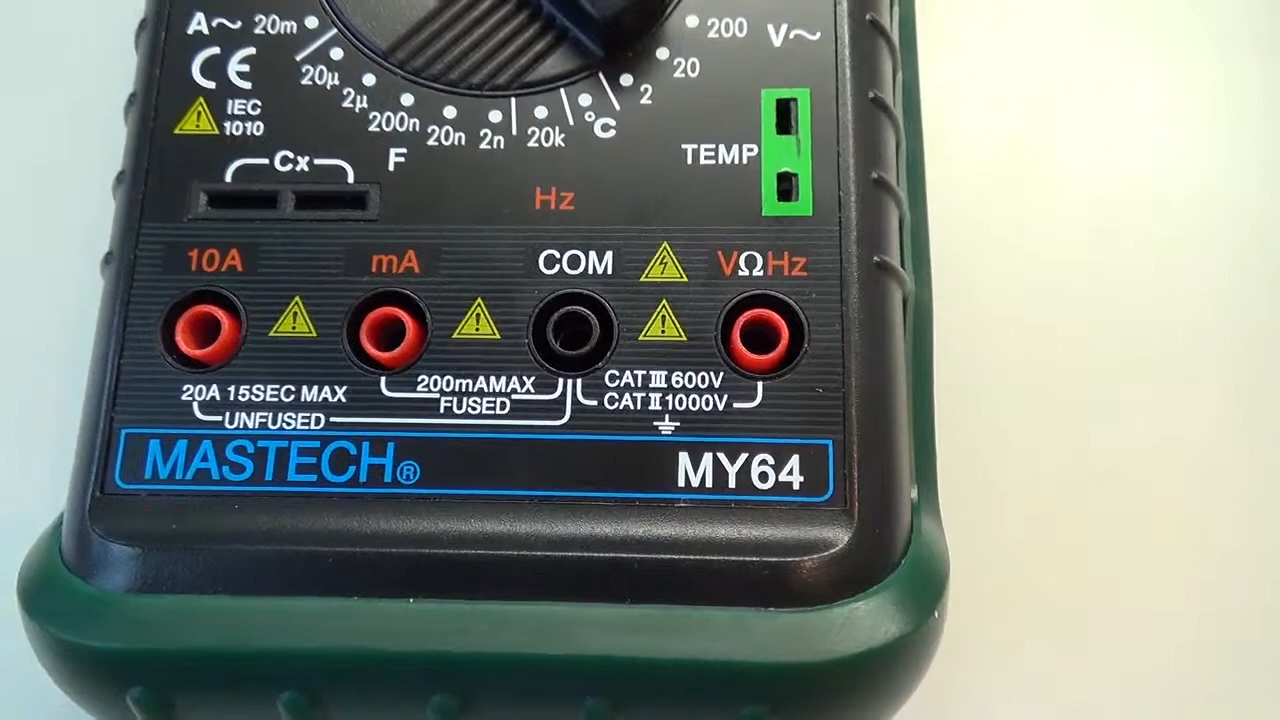 A~ 20m
200 V~
20μ
20
2μ
2
200n
20n
2n
20k
°C
CE
IEC
1010
F
TEMP
Cx
Hz
10A
mA
COM
VΩHz
20A 15SEC MAX
200mAMAX
FUSED
CAT III 600V
CAT II 1000V
UNFUSED
MASTECH®
MY64